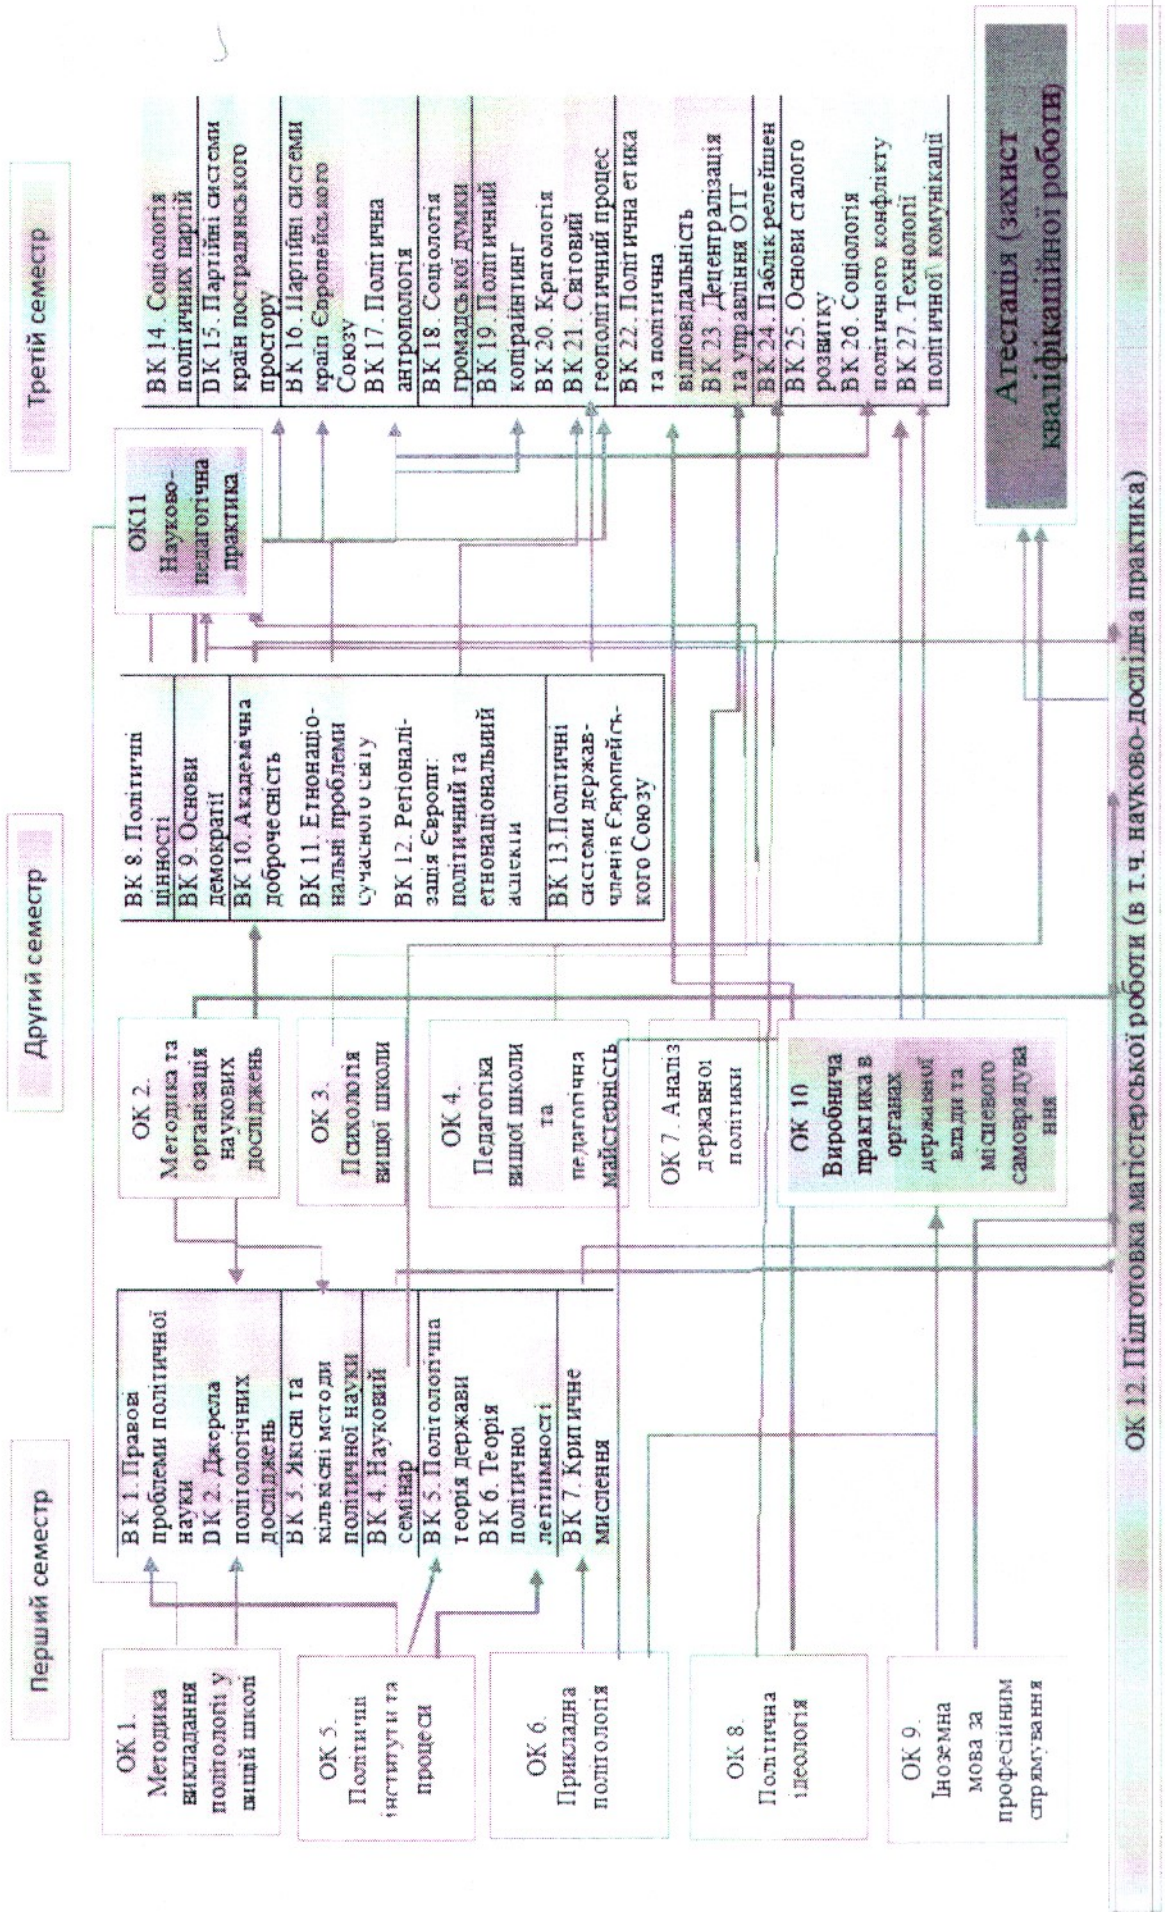 Перший семестр
Другий семестр
Третій семестр
ОК 1.
Методика
викладання
політології у
вищій школі
ОК 5.
Політичні
інститути та
процеси
ОК 6.
Прикладна
політологія
ОК 8.
Політична
ідеологія
ОК 9.
Іноземна
мова за
професійним
спрямування
ВК 1. Правові
проблеми політичної
науки
ВК 2. Джерела
політологічних
досліджень
ВК 3. Якісні та
кількісні методи
політичної науки
ВК 4. Науковий
семінар
ВК 5. Політологічна
теорія держави
ВК 6. Теорія
політичної
легітимності
ВК 7. Критичне
мислення
ОК 2.
Методика та
організація
наукових
досліджень
ОК 3.
Психологія
вищої школи
ОК 4.
Педагогіка
вищої школи
та
педагогічна
майстерність
ОК 7. Аналіз
державної
політики
ОК 10
Виробнича
практика в
органах
державної
влади та
місцевого
самоврядува
ння
ВК 8. Політичні
цінності
ВК 9. Основи
демократії
ВК 10. Академічна
доброчесність
ВК 11. Етнонаціо-
нальні проблеми
сучасного світу
ВК 12. Регіоналі-
зація Європи:
політичний та
етнонаціональний
аспекти
ВК 13.Політичні
системи держав-
членів Європейсь-
кого Союзу
ОК11
Науково-
педагогічна
практика
ВК 14. Соціологія
політичних партій
ВК 15. Партійні системи
країн пострадянського
простору
ВК 16. Партійні системи
країн Європейського
Союзу
ВК 17. Політична
антропологія
ВК 18. Соціологія
громадської думки
ВК 19. Політичний
копірайтинг
ВК 20. Кратологія
ВК 21. Світовий
геополітичний процес
ВК 22. Політична етика
та політична
відповідальність
ВК 23. Децентралізація
та управління ОТГ
ВК 24. Паблік релейшен
ВК 25. Основи сталого
розвитку
ВК 26. Соціологія
політичного конфлікту
ВК 27. Технології
політичної комунікації
Атестація (захист
кваліфікаційної роботи)
ОК 12. Підготовка магістерської роботи (в т.ч. науково-дослідна практика)